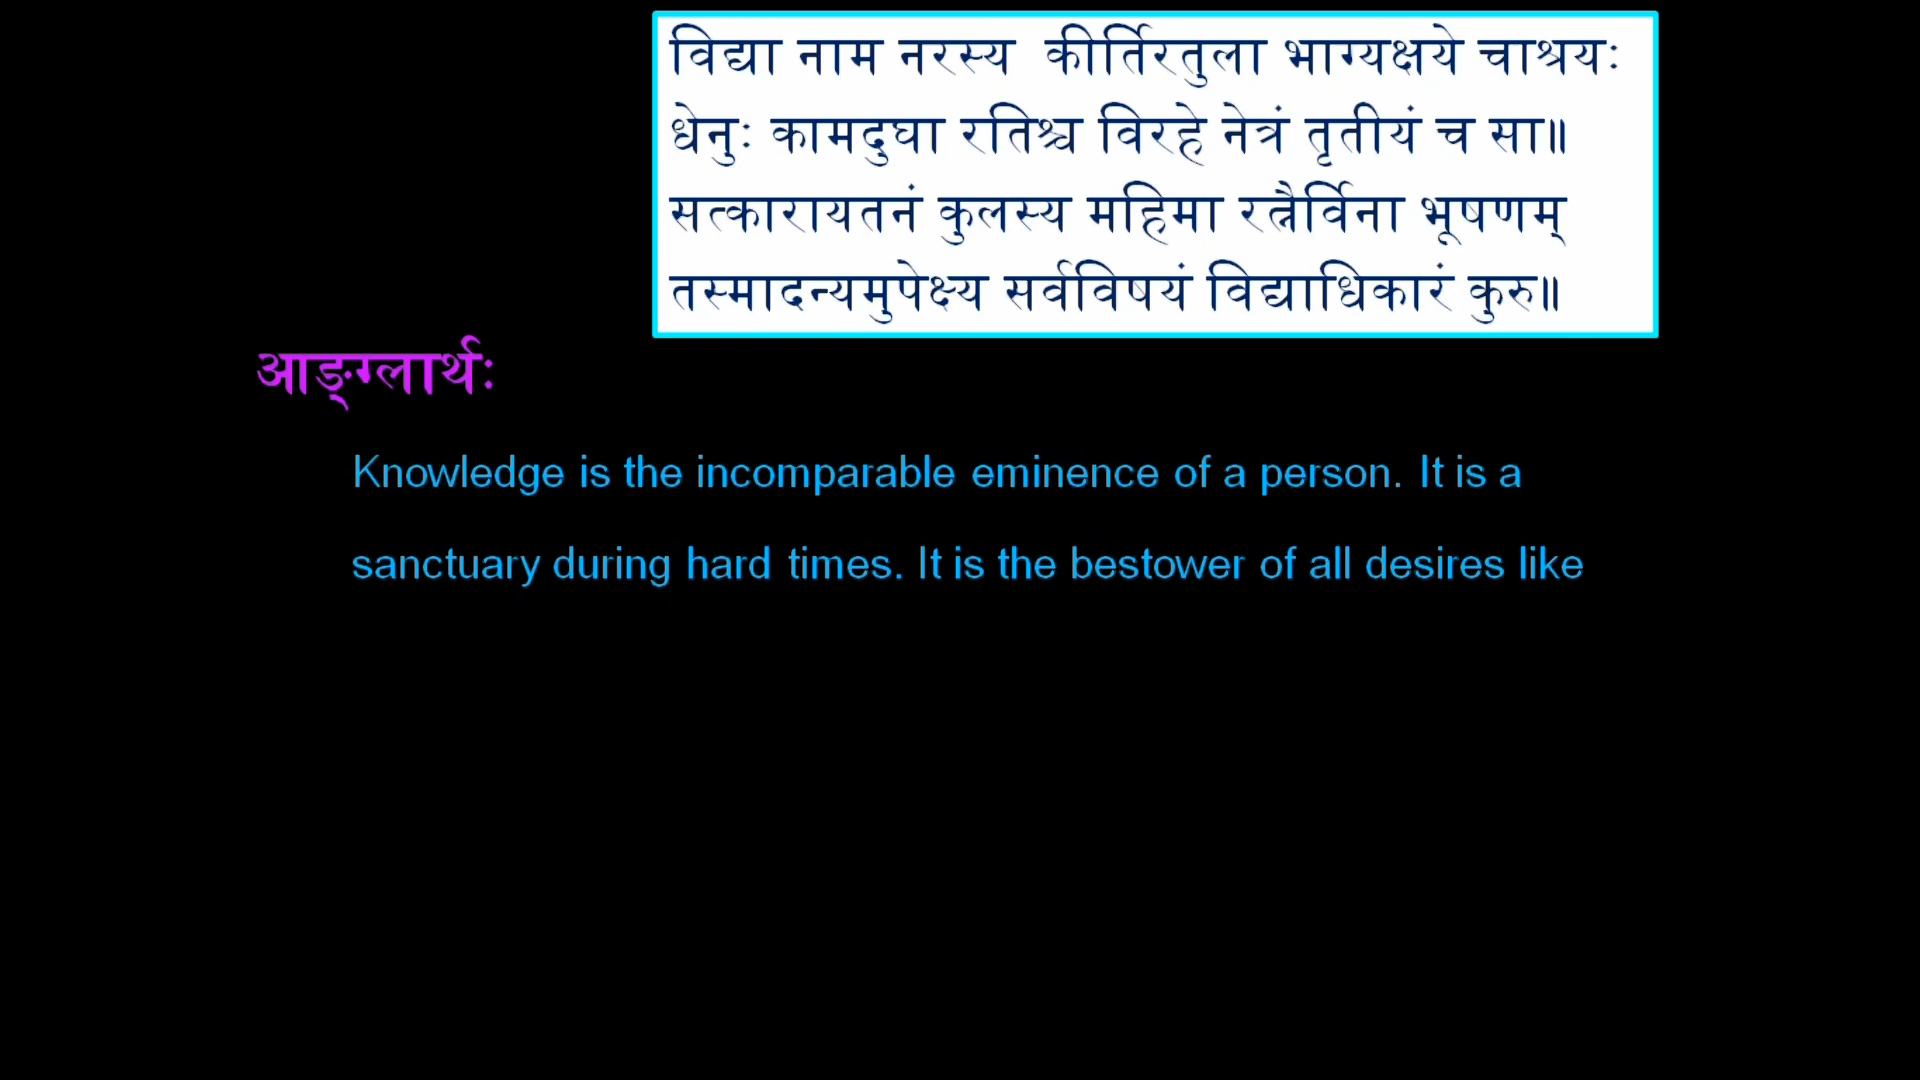 विद्या नाम नरस्य कीर्तिरतुला भाग्यक्षये चाश्रयः
धेनुः कामदुघा रतिश्च विरहे नेत्रं तृतीयं च सा॥
सत्कारायतनं कुलस्य महिमा रत्नैर्विना भूषणम्
तस्मादन्यमुपेक्ष्य सर्वविषयं विद्याधिकारं कुरु॥
आङ्ग्लार्थः
Knowledge is the incomparable eminence of a person. It is a
sanctuary during hard times. It is the bestower of all desires like